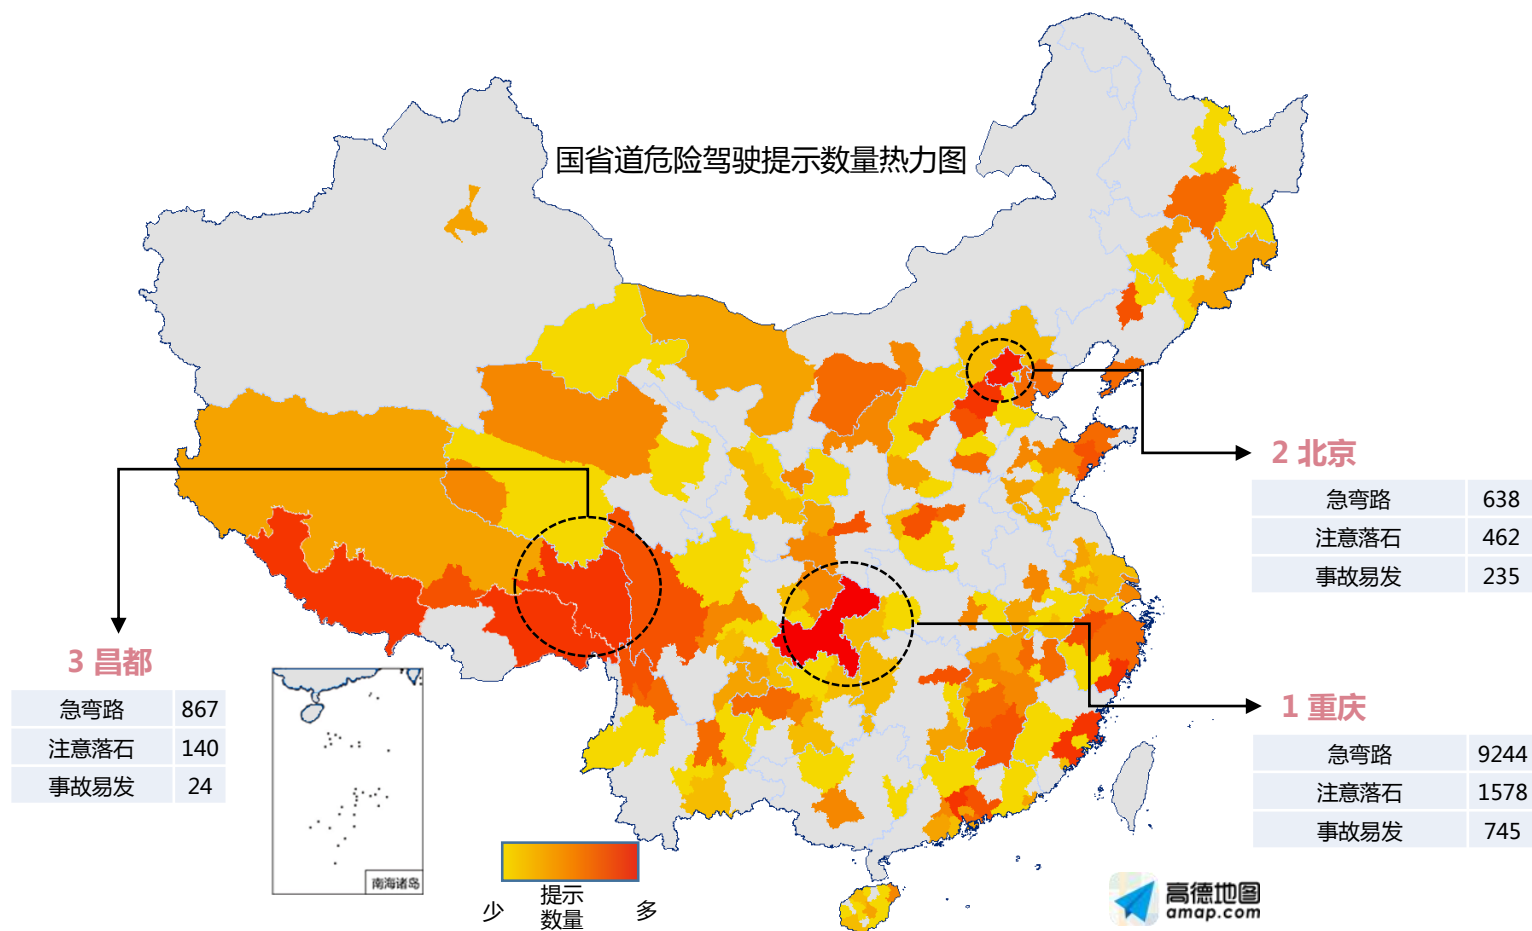 国省道危险驾驶提示数量热力图
2 北京
急弯路 638
注意落石 462
事故易发 235
3 昌都
急弯路 867
注意落石 140
事故易发 24
1 重庆
急弯路 9244
注意落石 1578
事故易发 745
南海诸岛
少 提示数量 多
高德地图
amap.com